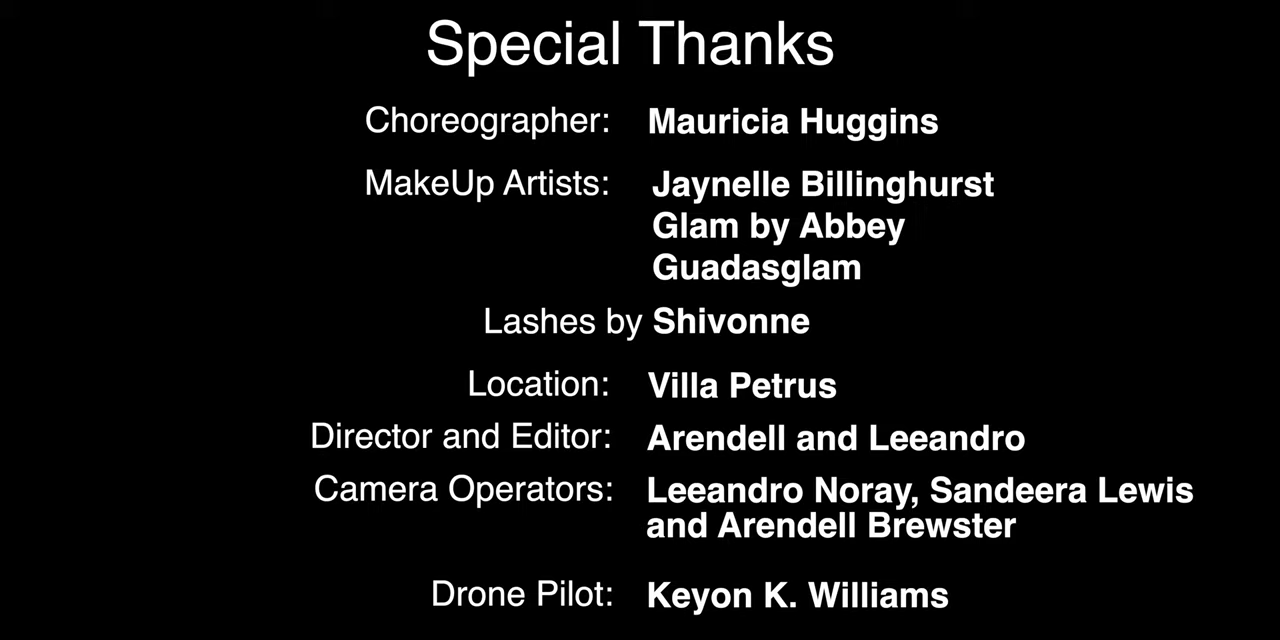 Special Thanks
Choreographer: Mauricia Huggins
MakeUp Artists: Jaynelle Billinghurst
Glam by Abbey
Guadasglam
Lashes by Shivonne
Location: Villa Petrus
Director and Editor: Arendell and Leeandro
Camera Operators: Leeandro Noray, Sandeera Lewis
and Arendell Brewster
Drone Pilot: Keyon K. Williams